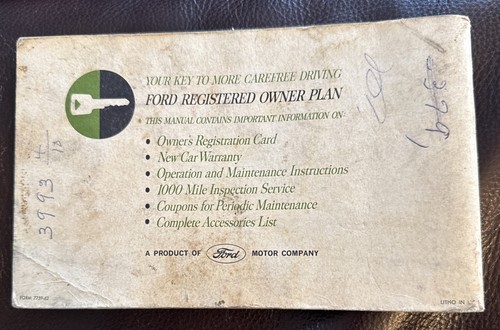 YOUR KEY TO MORE CAREFREE DRIVING
FORD REGISTERED OWNER PLAN
THIS MANUAL CONTAINS IMPORTANT INFORMATION ON:
• Owner's Registration Card
• New Car Warranty
• Operation and Maintenance Instructions
• 1000 Mile Inspection Service
• Coupons for Periodic Maintenance
• Complete Accessories List
A PRODUCT OF Ford MOTOR COMPANY
3993
LITHO IN